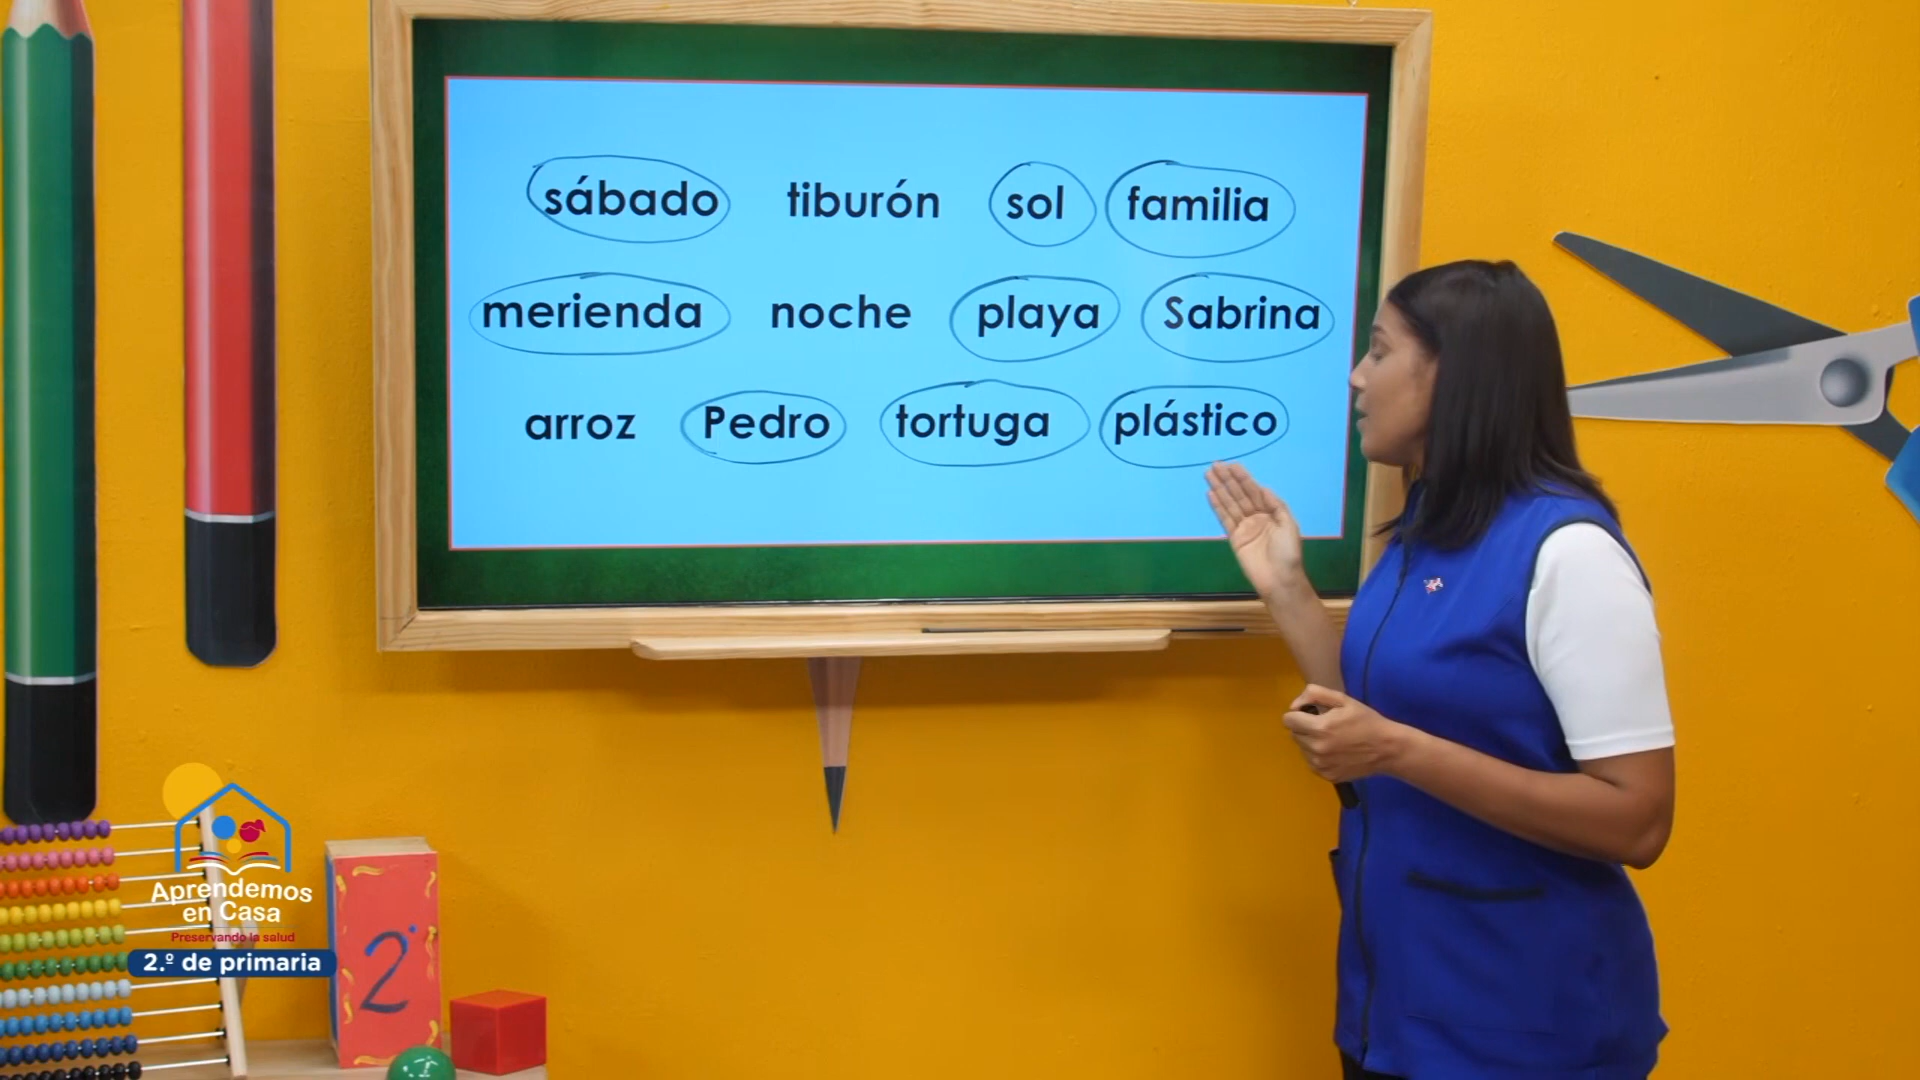 sábado tiburón sol familia
merienda noche playa Sabrina
arroz Pedro tortuga plástico
Aprendemos
en Casa
Preservando la salud
2.º de primaria
2